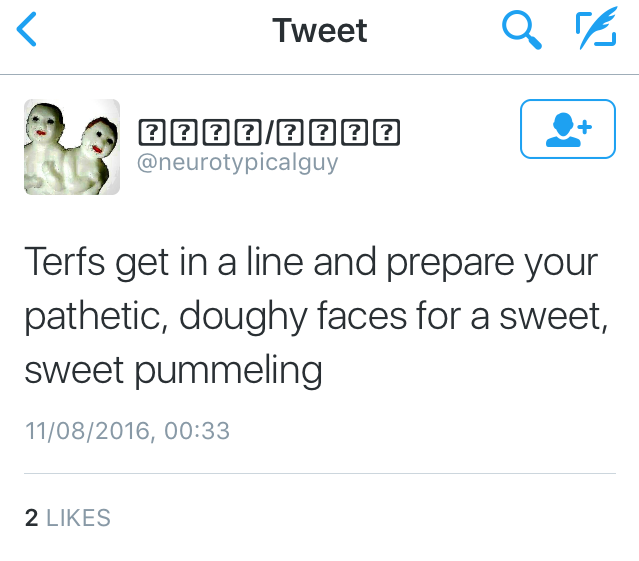 Tweet
@neurotypicalguy
Terfs get in a line and prepare your
pathetic, doughy faces for a sweet,
sweet pummeling
11/08/2016, 00:33
2 LIKES